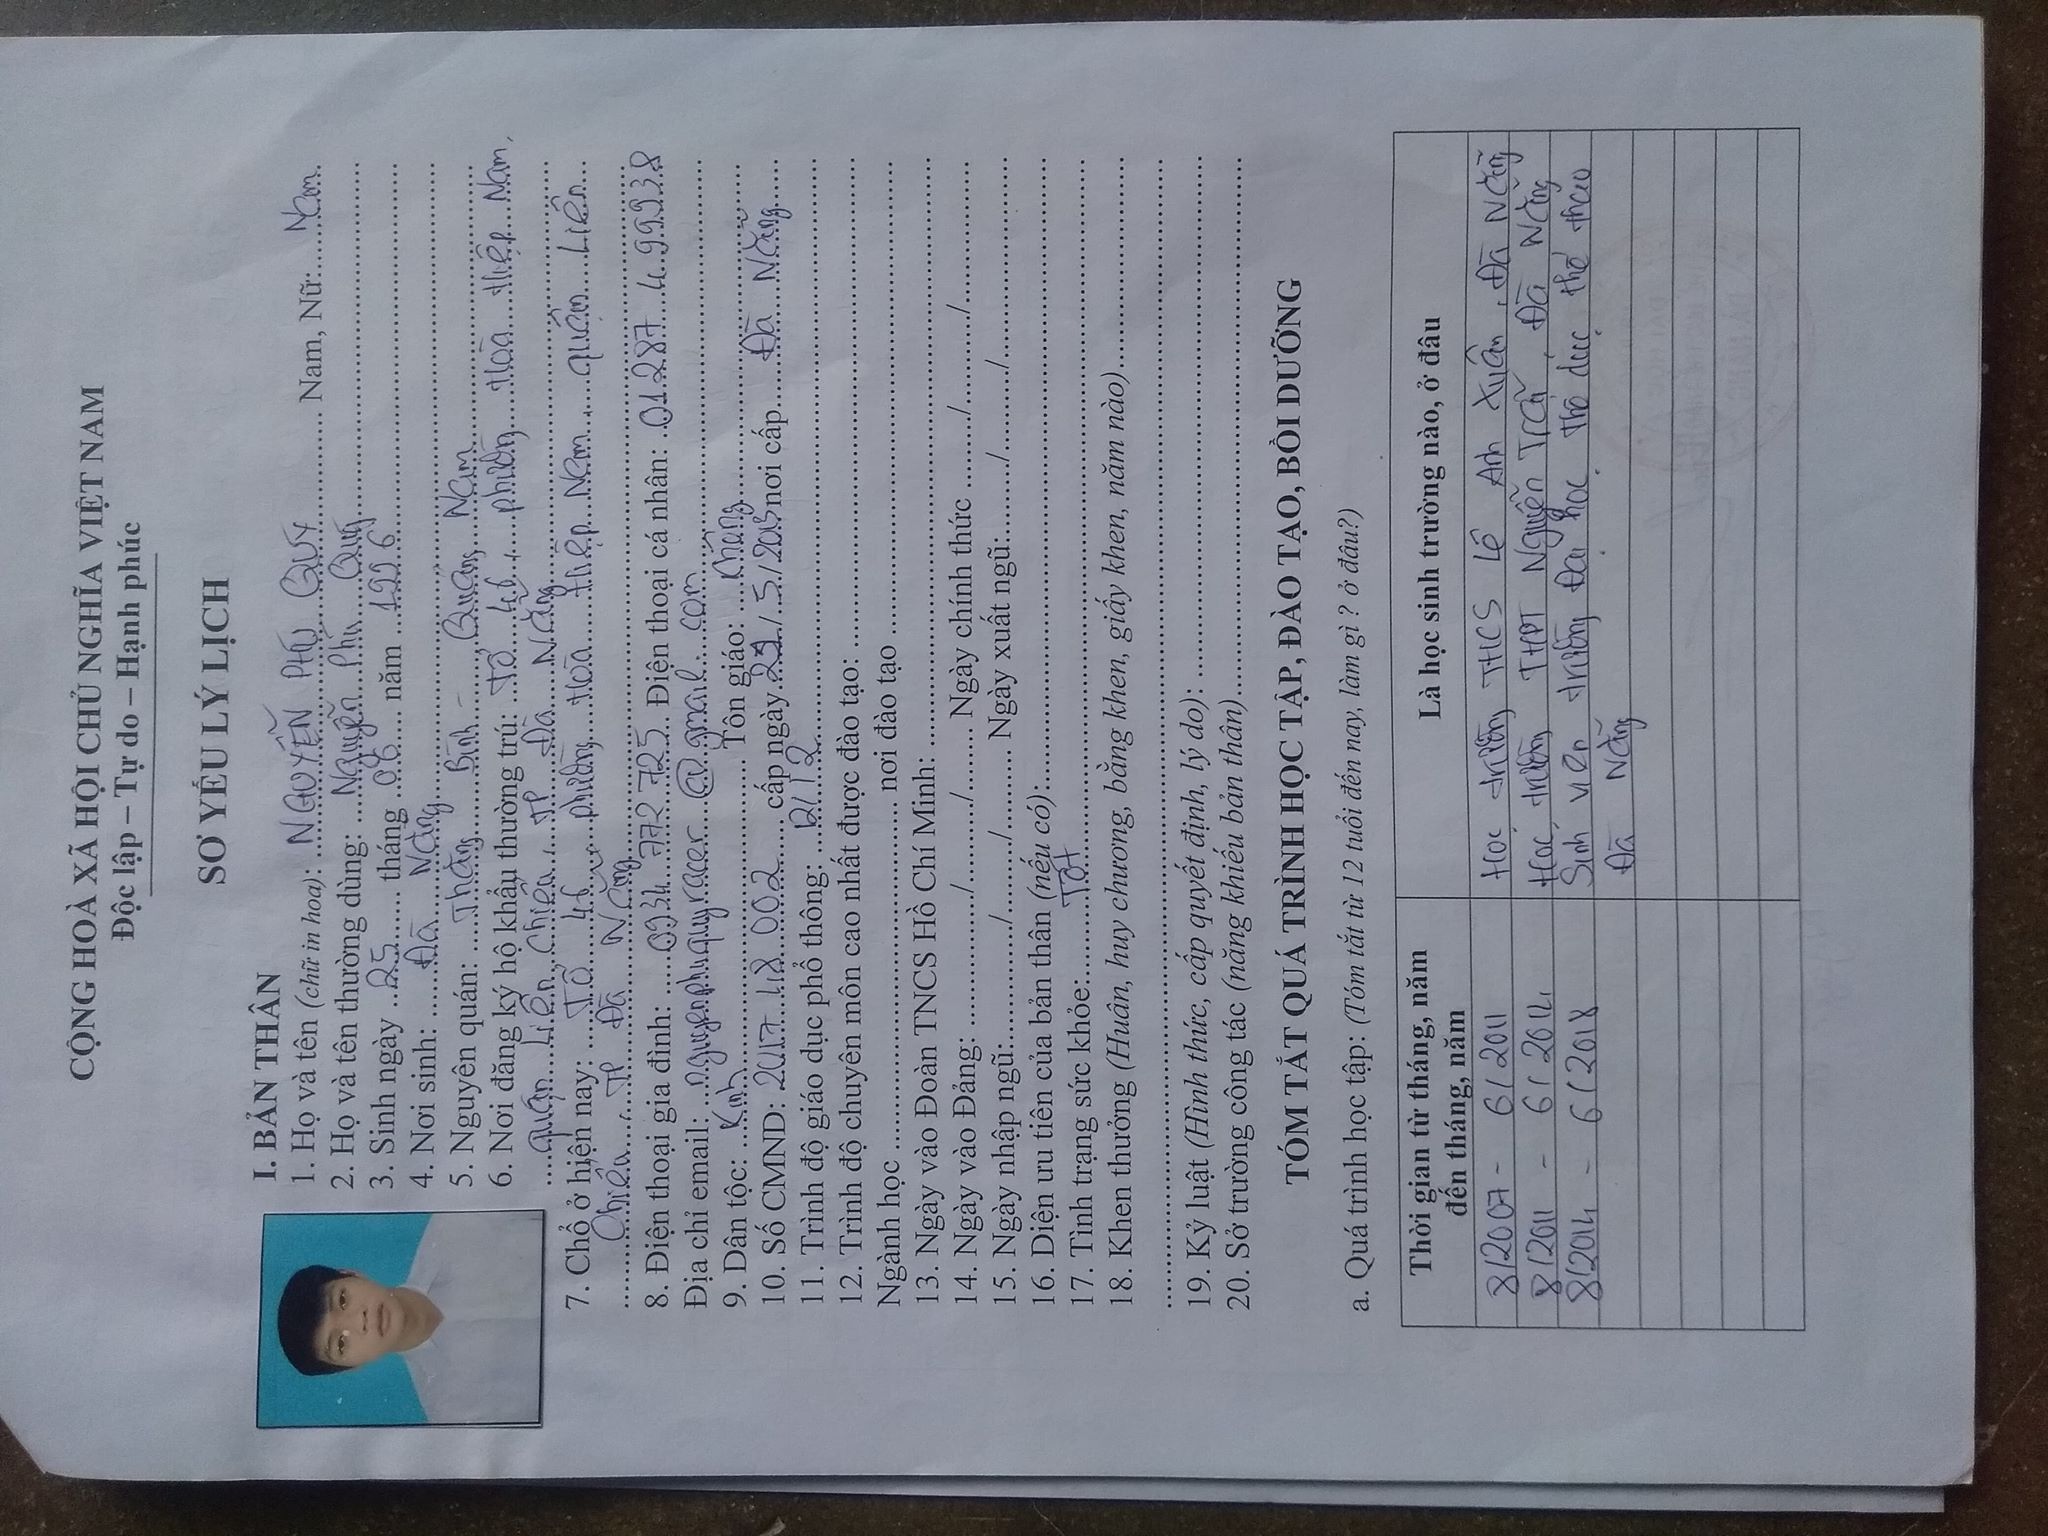 CỘNG HOÀ XÃ HỘI CHỦ NGHĨA VIỆT NAM
Độc lập – Tự do – Hạnh phúc
SƠ YẾU LÝ LỊCH
I. BẢN THÂN
1. Họ và tên (chữ in hoa): NGUYỄN PHÚ QUÝ Nam, Nữ: Nam
2. Họ và tên thường dùng: Nguyễn Phú Quý
3. Sinh ngày 25 tháng 06 năm 1996
4. Nơi sinh: Đà Nẵng
5. Nguyên quán: Thăng Bình - Quảng Nam
6. Nơi đăng ký hộ khẩu thường trú: Tổ 46, phường Hoà Hiệp Nam,
quận Liên Chiểu, TP Đà Nẵng
7. Chỗ ở hiện nay: Tổ 46, phường Hoà Hiệp Nam, quận Liên
Chiểu, TP Đà Nẵng
8. Điện thoại gia đình: 0934 772 725 Điện thoại cá nhân: 01287 499938
Địa chỉ email: nguyenphuquyracer@gmail.com
9. Dân tộc: Kinh Tôn giáo: Không
10. Số CMND: 201718002 cấp ngày 29/5/2013 nơi cấp Đà Nẵng
11. Trình độ giáo dục phổ thông: 12/12
12. Trình độ chuyên môn cao nhất được đào tạo:
Ngành học nơi đào tạo
13. Ngày vào Đoàn TNCS Hồ Chí Minh:
14. Ngày vào Đảng: / / Ngày chính thức / /
15. Ngày nhập ngũ: / / Ngày xuất ngũ: / /
16. Diện ưu tiên của bản thân (nếu có):
17. Tình trạng sức khỏe: Tốt
18. Khen thưởng (Huân, huy chương, bằng khen, giấy khen, năm nào)
19. Kỷ luật (Hình thức, cấp quyết định, lý do):
20. Sở trường công tác (năng khiếu bản thân)
TÓM TẮT QUÁ TRÌNH HỌC TẬP, ĐÀO TẠO, BỒI DƯỠNG
a. Quá trình học tập: (Tóm tắt từ 12 tuổi đến nay, làm gì? ở đâu?)
Thời gian từ tháng, năm đến tháng, năm Là học sinh trường nào, ở đâu
8/2007 - 6/2011 Học trường THCS Lê Anh Xuân, Đà Nẵng
8/2011 - 6/2014 Học trường THPT Nguyễn Trãi, Đà Nẵng
8/2014 - 6/2018 Sinh viên trường Đại học Thể dục thể thao
Đà Nẵng